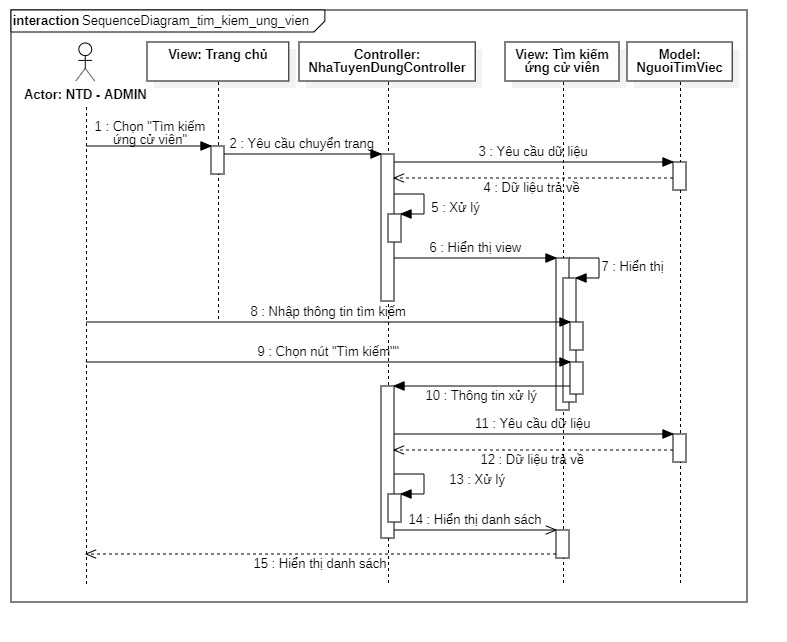 interaction SequenceDiagram_tim_kiem_ung_vien
View: Trang chủ
Controller:
NhaTuyenDungController
View: Tìm kiếm
ứng cử viên
Model:
NguoiTimViec
Actor: NTD - ADMIN
1 : Chọn "Tìm kiếm
ứng cử viên"
2 : Yêu cầu chuyển trang
3 : Yêu cầu dữ liệu
4 : Dữ liệu trả về
5 : Xử lý
6 : Hiển thị view
7 : Hiển thị
8 : Nhập thông tin tìm kiếm
9 : Chọn nút "Tìm kiếm""
10 : Thông tin xử lý
11 : Yêu cầu dữ liệu
12 : Dữ liệu trả về
13 : Xử lý
14 : Hiển thị danh sách
15 : Hiển thị danh sách